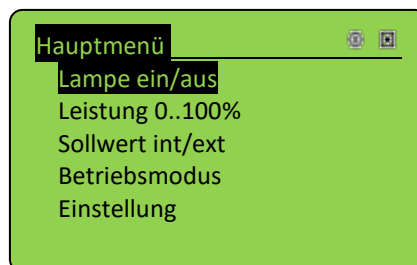 Hauptmenü
Lampe ein/aus
Leistung 0..100%
Sollwert int/ext
Betriebsmodus
Einstellung